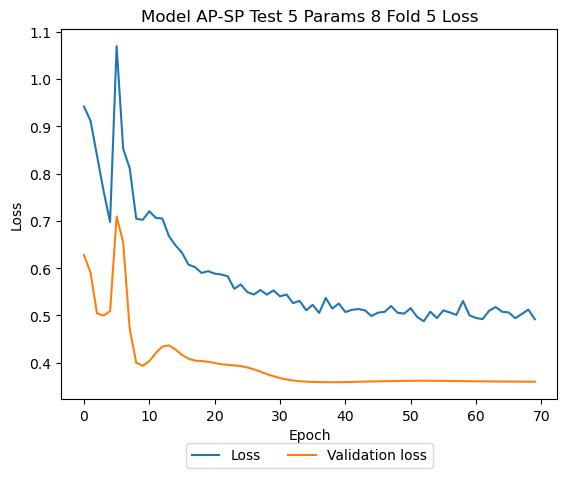 Model AP-SP Test 5 Params 8 Fold 5 Loss
1.1
1.0
0.9
0.8
0.7
0.6
0.5
0.4
Loss
0 10 20 30 40 50 60 70
Epoch
Loss Validation loss